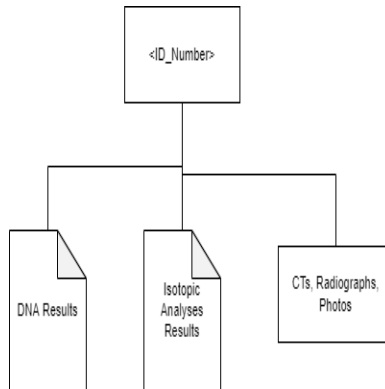 <ID_Number>
DNA Results
Isotopic
Analyses
Results
CTs, Radiographs,
Photos